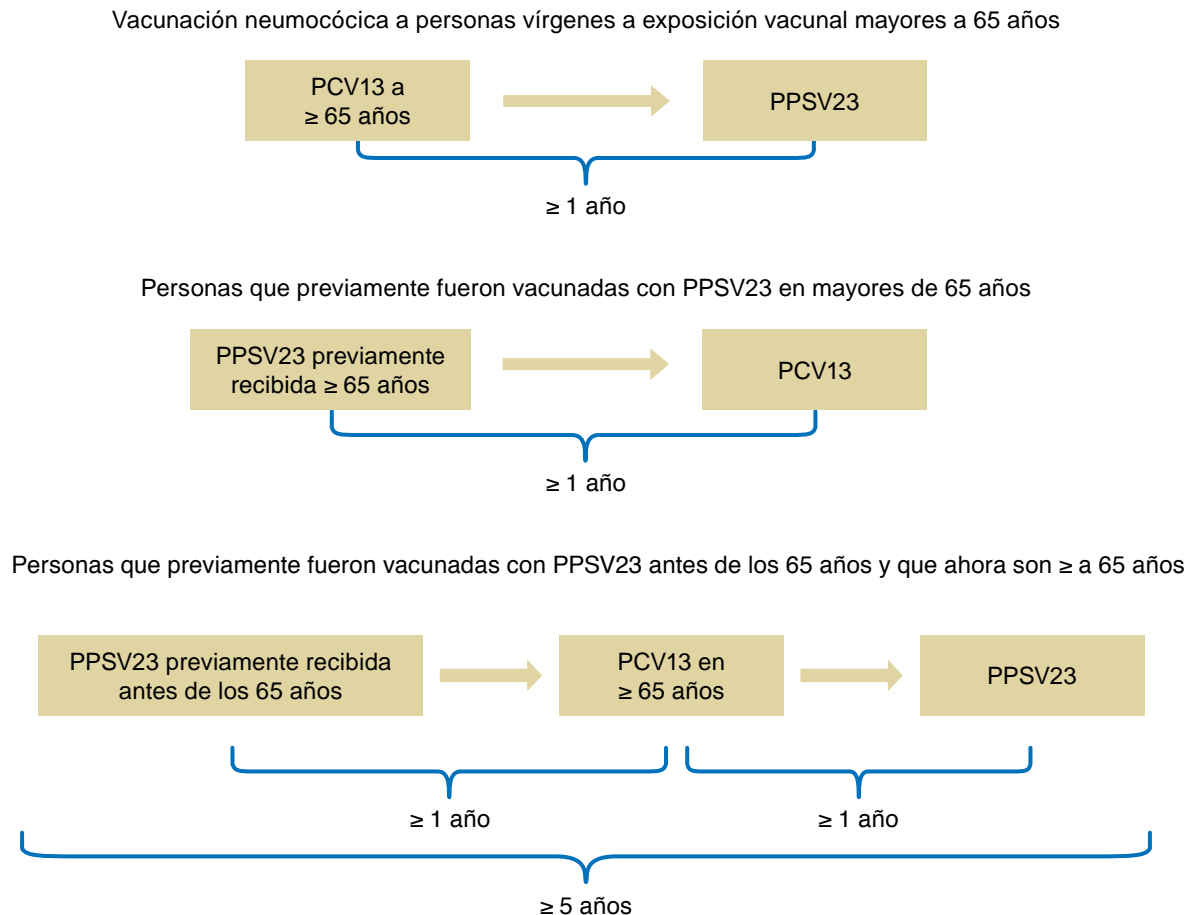 Vacunación neumocócica a personas vírgenes a exposición vacunal mayores a 65 años
PCV13 a
≥ 65 años
PPSV23
≥ 1 año
Personas que previamente fueron vacunadas con PPSV23 en mayores de 65 años
PPSV23 previamente
recibida ≥ 65 años
PCV13
≥ 1 año
Personas que previamente fueron vacunadas con PPSV23 antes de los 65 años y que ahora son ≥ a 65 años
PPSV23 previamente recibida
antes de los 65 años
PCV13 en
≥ 65 años
PPSV23
≥ 1 año
≥ 1 año
≥ 5 años